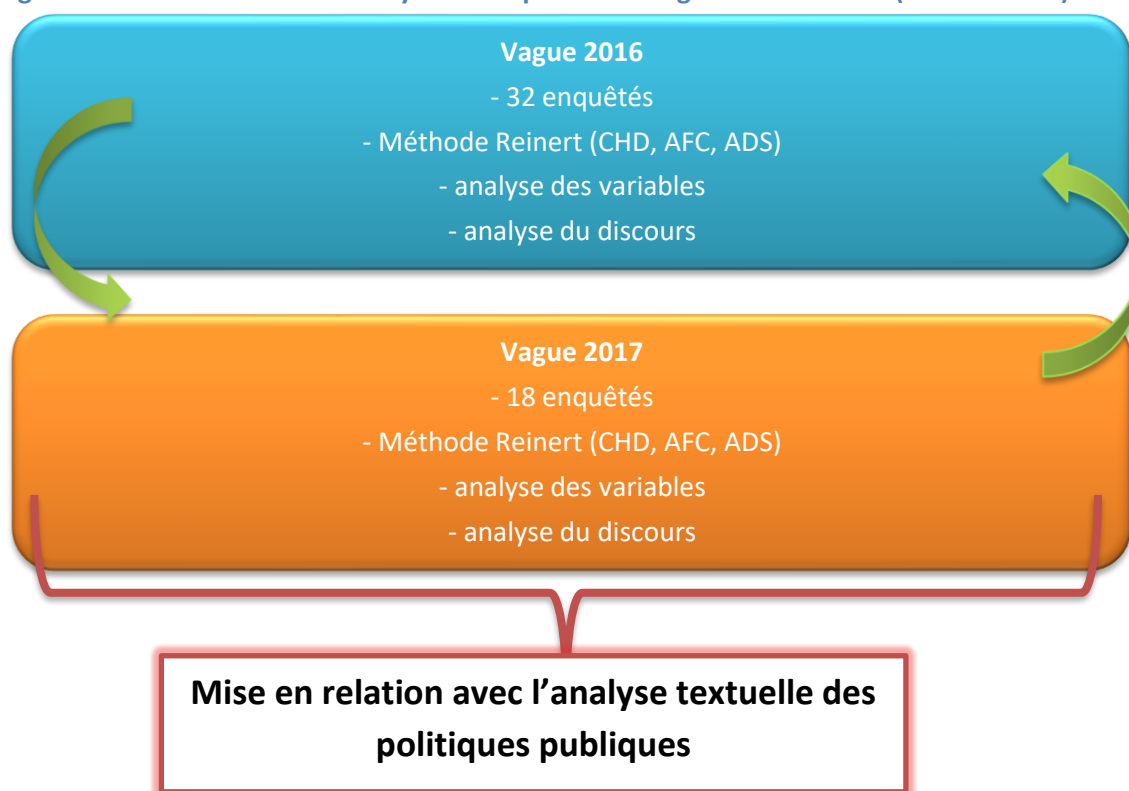 Vague 2016
- 32 enquêtés
- Méthode Reinert (CHD, AFC, ADS)
- analyse des variables
- analyse du discours
Vague 2017
- 18 enquêtés
- Méthode Reinert (CHD, AFC, ADS)
- analyse des variables
- analyse du discours
Mise en relation avec l'analyse textuelle des
politiques publiques